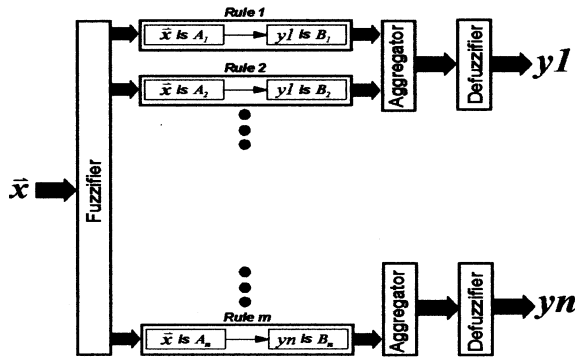 Rule 1
x⃗ is A₁ y1 is B₁
Rule 2
x⃗ is A₂ y1 is B₂
Aggregator
Defuzzifier
y1
x⃗
Fuzzifier
Rule m
x⃗ is Aₘ yn is Bₘ
Aggregator
Defuzzifier
yn